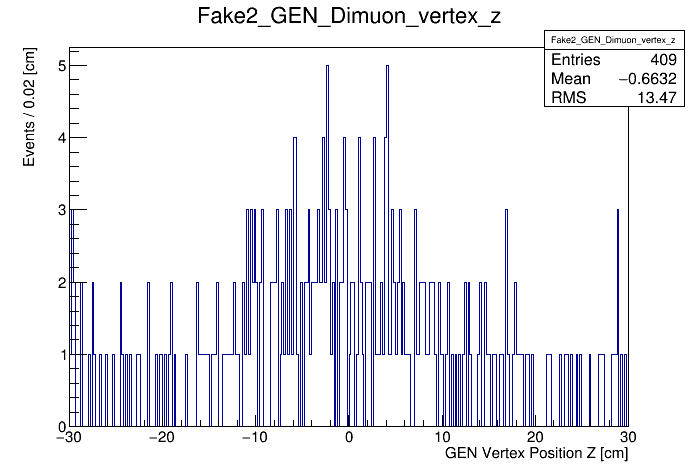 Fake2_GEN_Dimuon_vertex_z
Fake2_GEN_Dimuon_vertex_z
Entries 409
Mean −0.6632
RMS 13.47
Events / 0.02 [cm]
5
4
3
2
1
0
−30 −20 −10 0 10 20 30
GEN Vertex Position Z [cm]